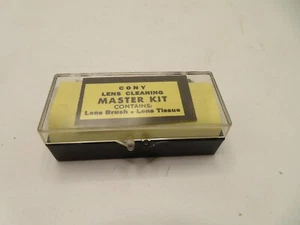 CONY
LENS CLEANING
MASTER KIT
CONTAINS:
Lens Brush - Lens Tissue